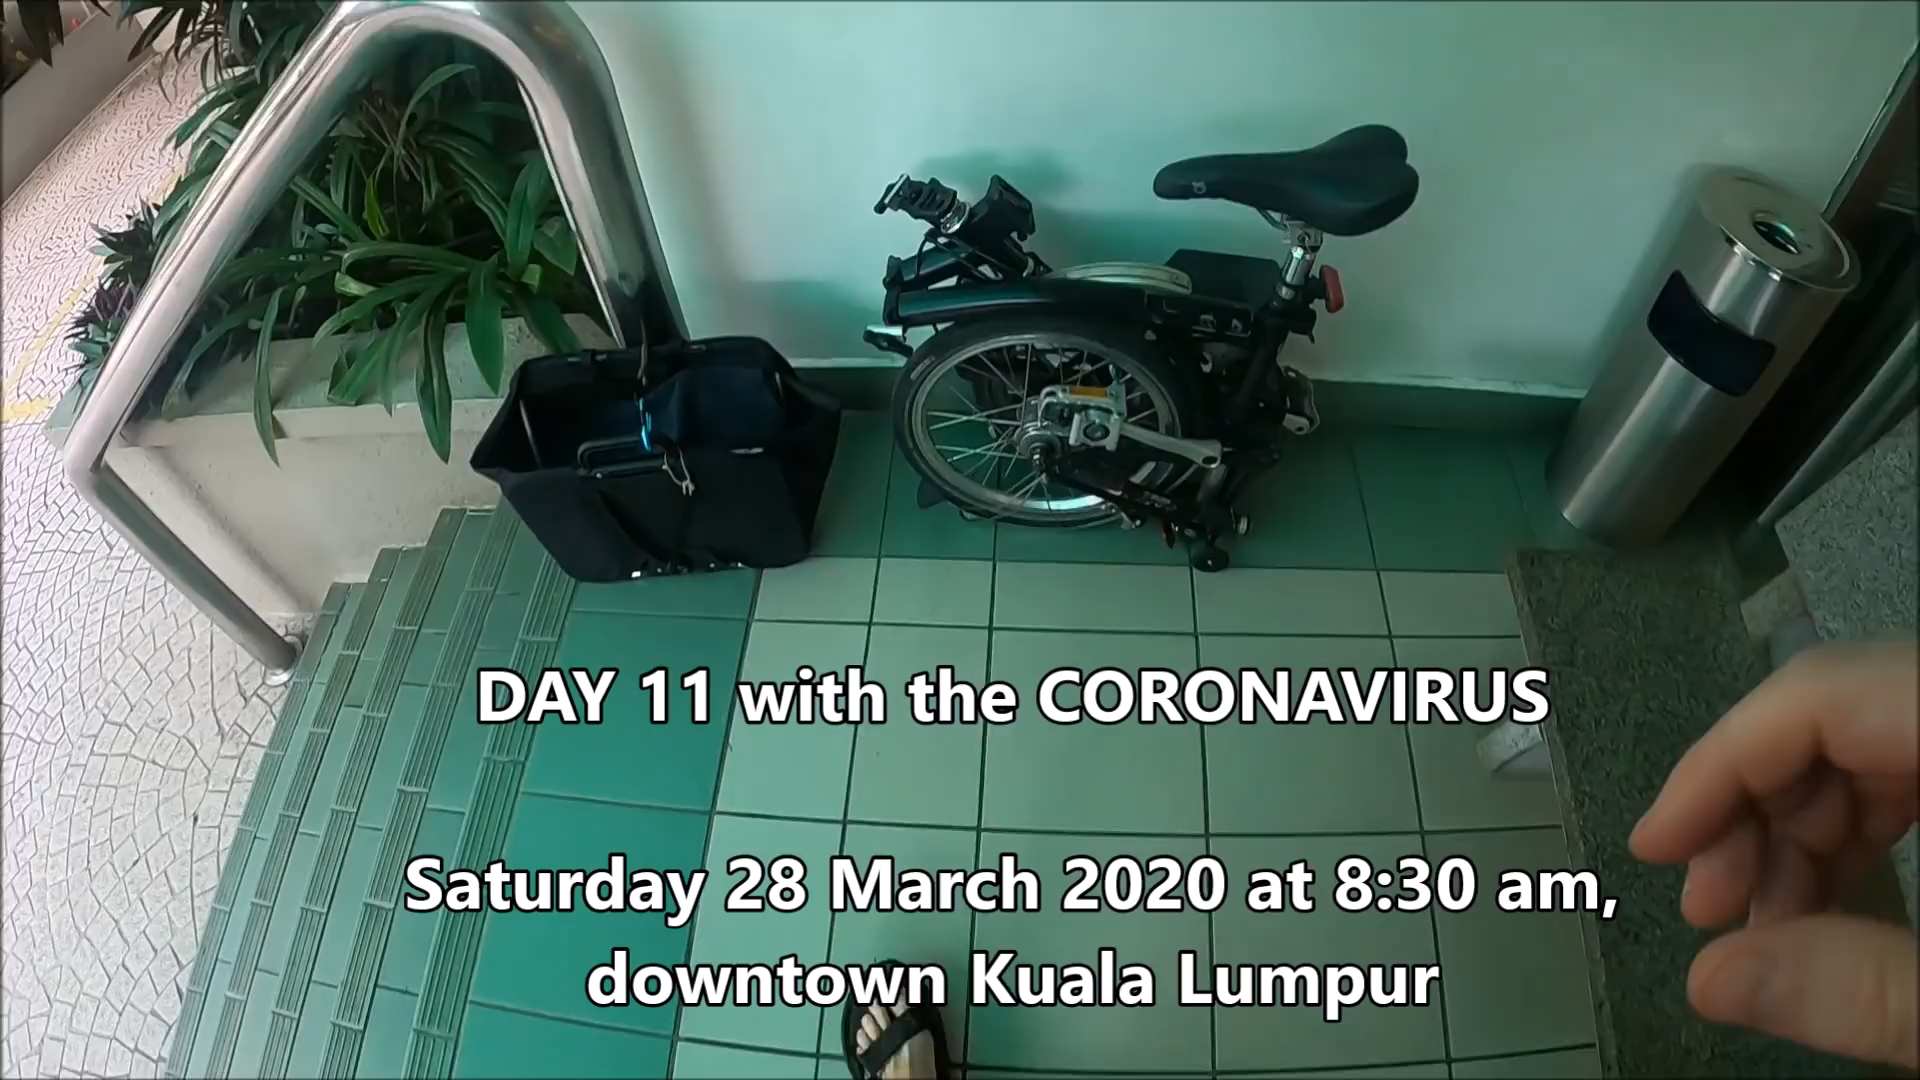 DAY 11 with the CORONAVIRUS
Saturday 28 March 2020 at 8:30 am,
downtown Kuala Lumpur